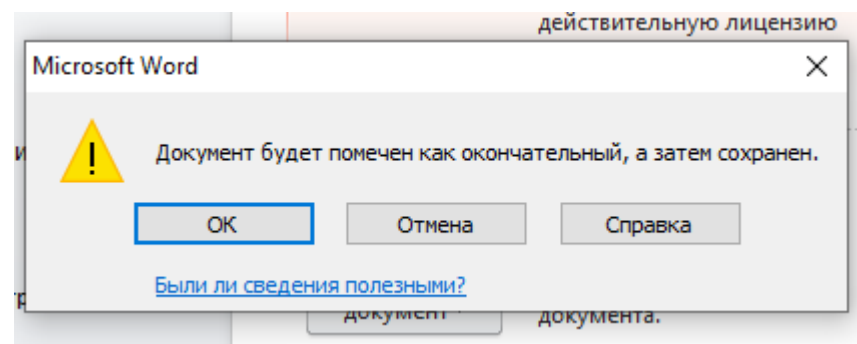 действительную лицензию
Microsoft Word
и
!
Документ будет помечен как окончательный, а затем сохранен.
ОК
Отмена
Справка
Были ли сведения полезными?
тр
документ
документа.